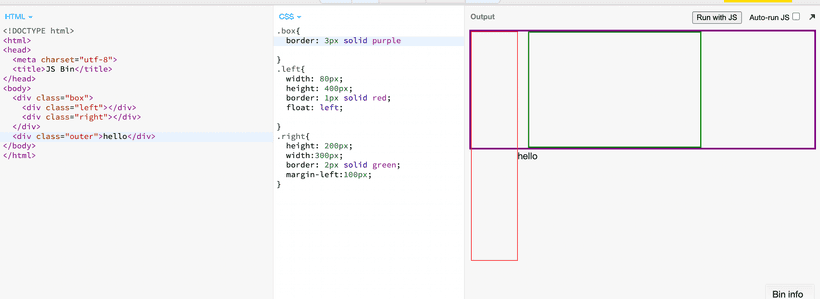 HTML
<!DOCTYPE html>
<html>
<head>
<meta charset="utf-8">
<title>JS Bin</title>
</head>
<body>
<div class="box">
<div class="left"></div>
<div class="right"></div>
</div>
<div class="outer">hello</div>
</body>
</html>
CSS
.box{
border: 3px solid purple
}
.left{
width: 80px;
height: 400px;
border: 1px solid red;
float: left;
}
.right{
height: 200px;
width:300px;
border: 2px solid green;
margin-left:100px;
}
Output
Run with JS
Auto-run JS
hello
Bin info